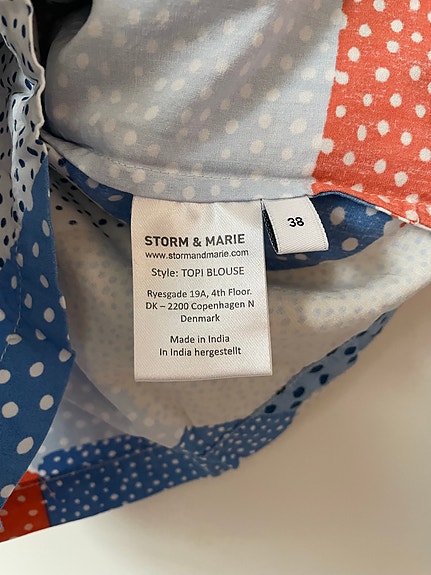 STORM & MARIE
www.stormandmarie.com
Style: TOPI BLOUSE
Ryesgade 19A, 4th Floor.
DK – 2200 Copenhagen N
Denmark
Made in India
In India hergestellt
38